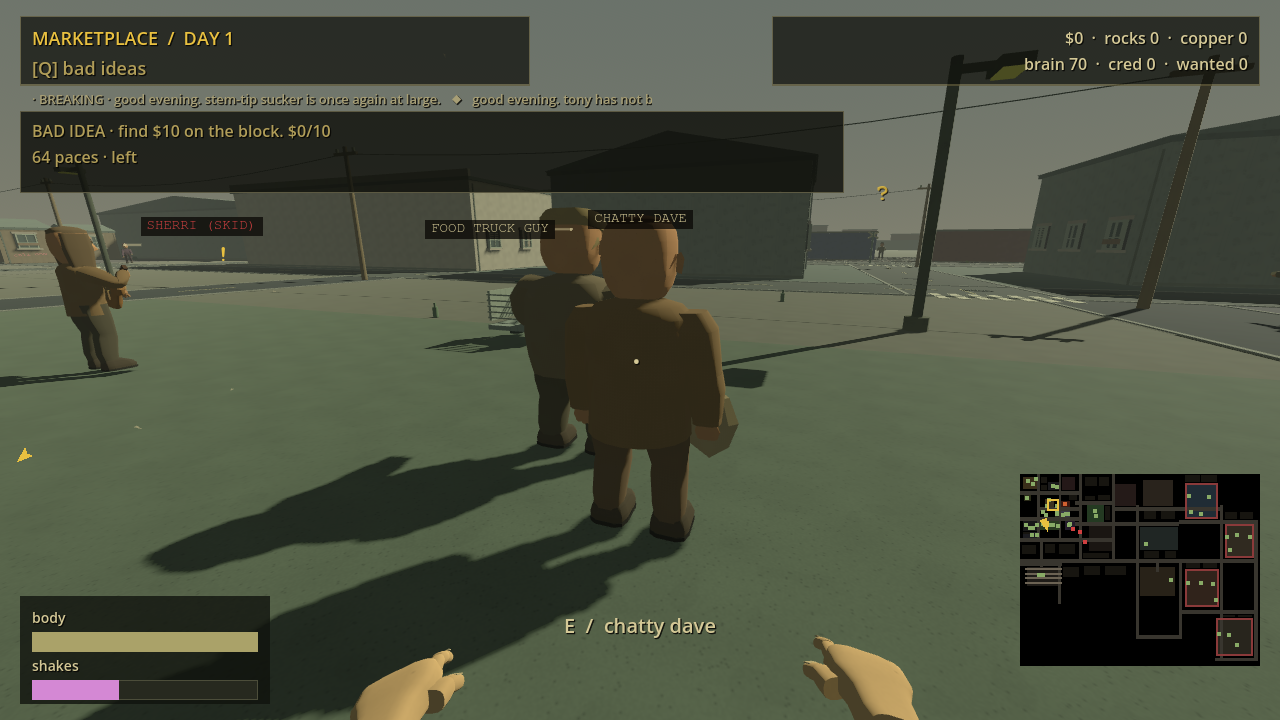 MARKETPLACE / DAY 1
[Q] bad ideas
$0 · rocks 0 · copper 0
brain 70 · cred 0 · wanted 0
· BREAKING · good evening. stem-tip sucker is once again at large. ◆ good evening. tony has not b
BAD IDEA · find $10 on the block. $0/10
64 paces · left
?
CHATTY DAVE
SHERRI (SKID)
FOOD TRUCK GUY
!
E / chatty dave
body
shakes